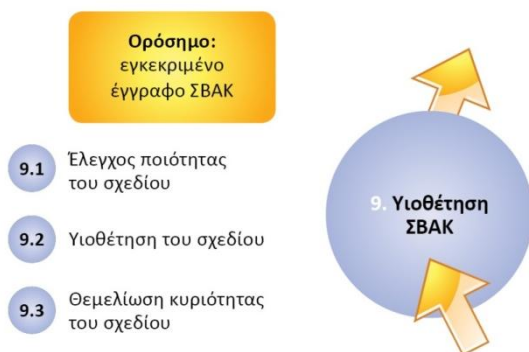 Ορόσημο:
εγκεκριμένο
έγγραφο ΣΒΑΚ
9.1 Έλεγχος ποιότητας
του σχεδίου
9.2 Υιοθέτηση του σχεδίου
9.3 Θεμελίωση κυριότητας
του σχεδίου
9. Υιοθέτηση
ΣΒΑΚ